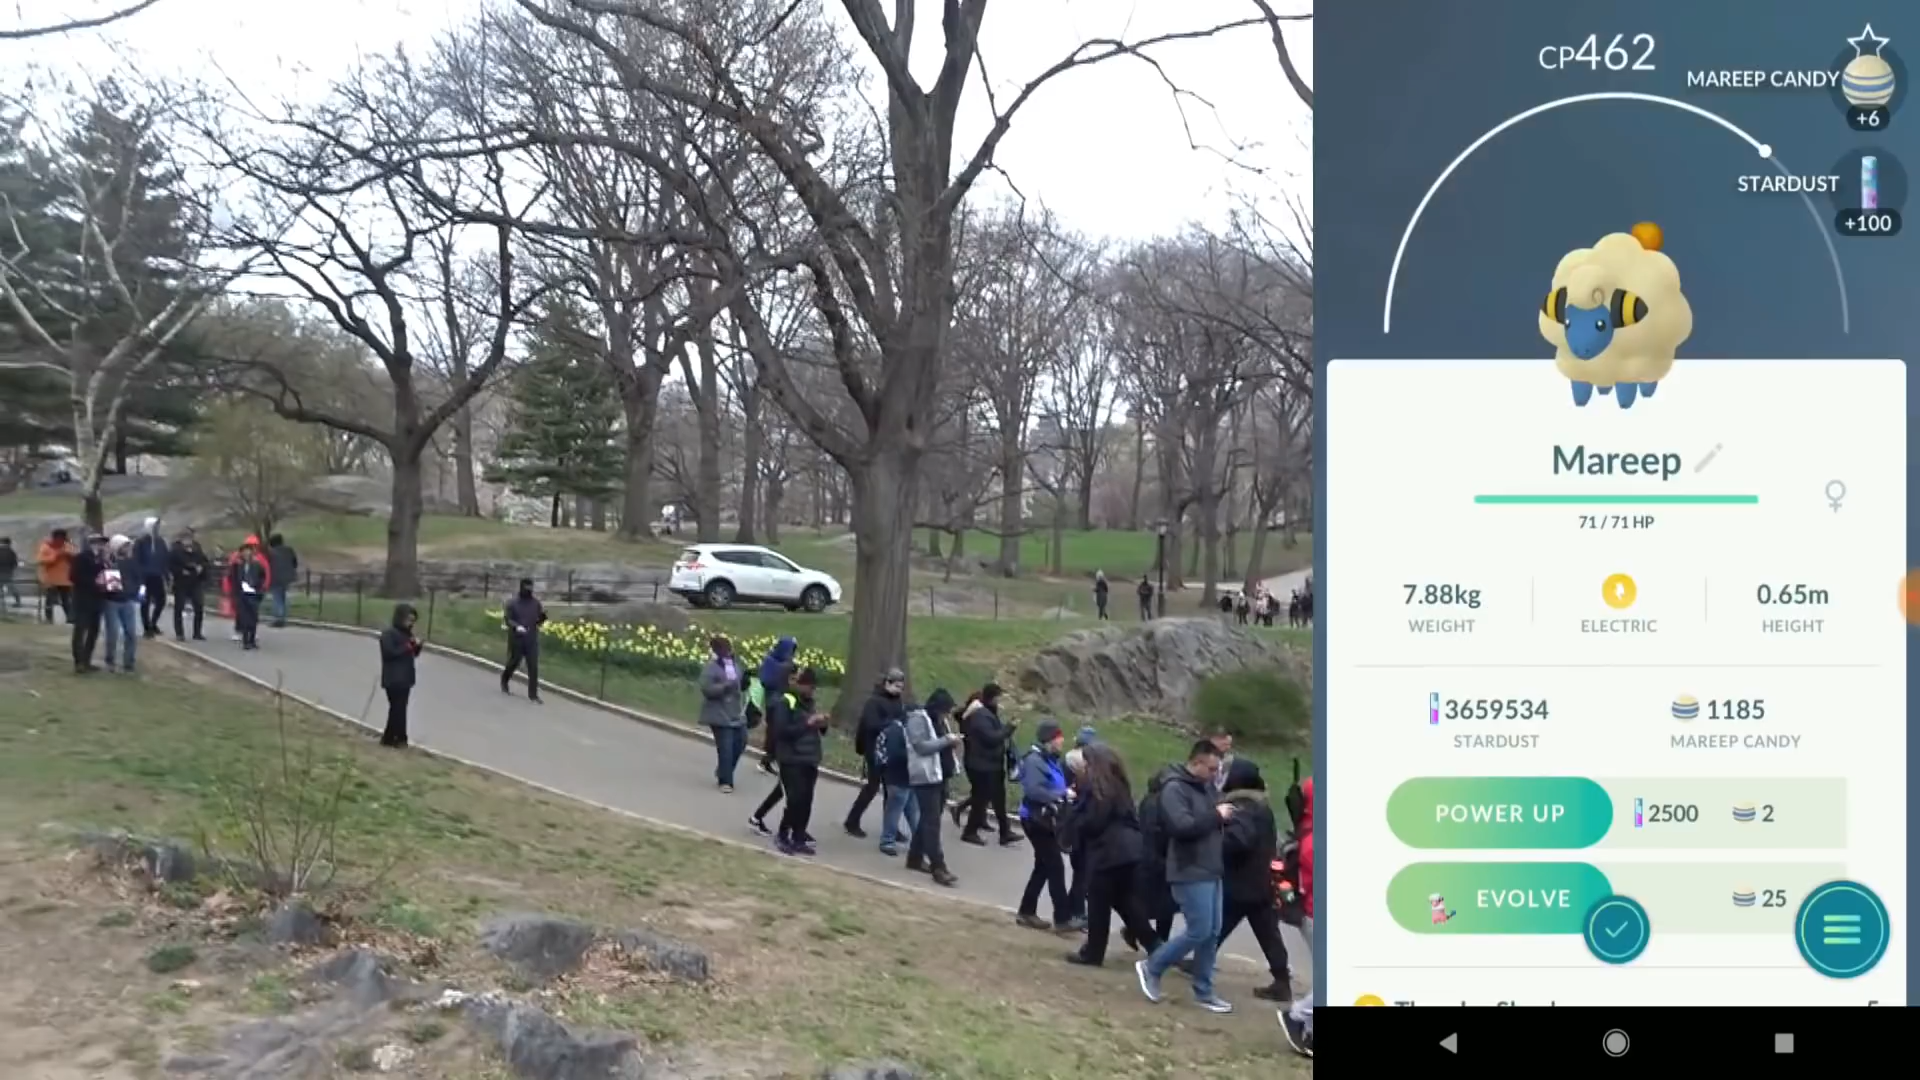 CP462
MAREEP CANDY
+6
STARDUST
+100
Mareep
71 / 71 HP
7.88kg
WEIGHT
ELECTRIC
0.65m
HEIGHT
3659534
STARDUST
1185
MAREEP CANDY
POWER UP 2500 2
EVOLVE 25